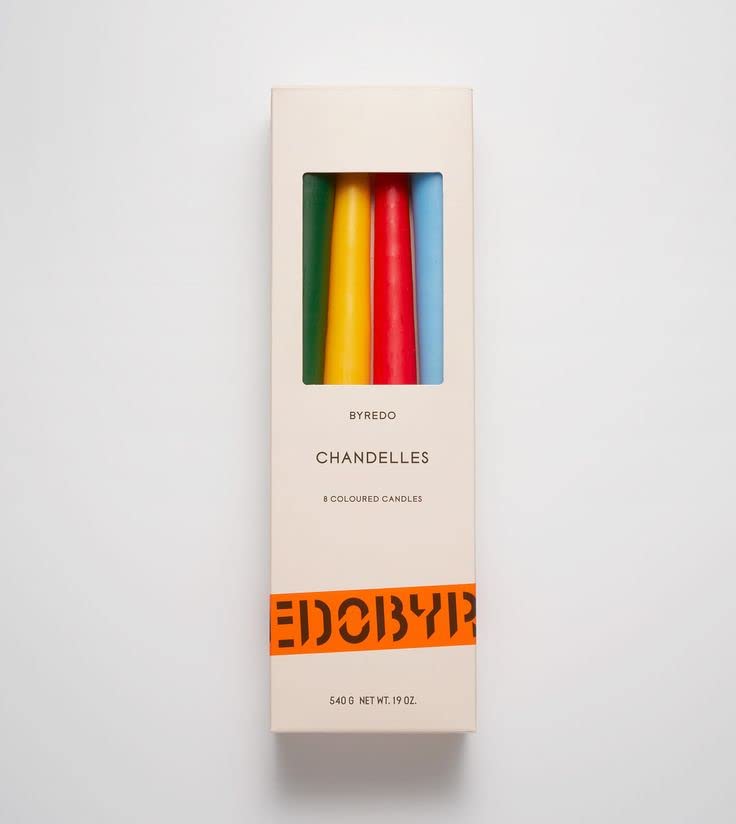 BYREDO
CHANDELLES
8 COLOURED CANDLES
EDOBYR
540 G NET WT. 19 OZ.